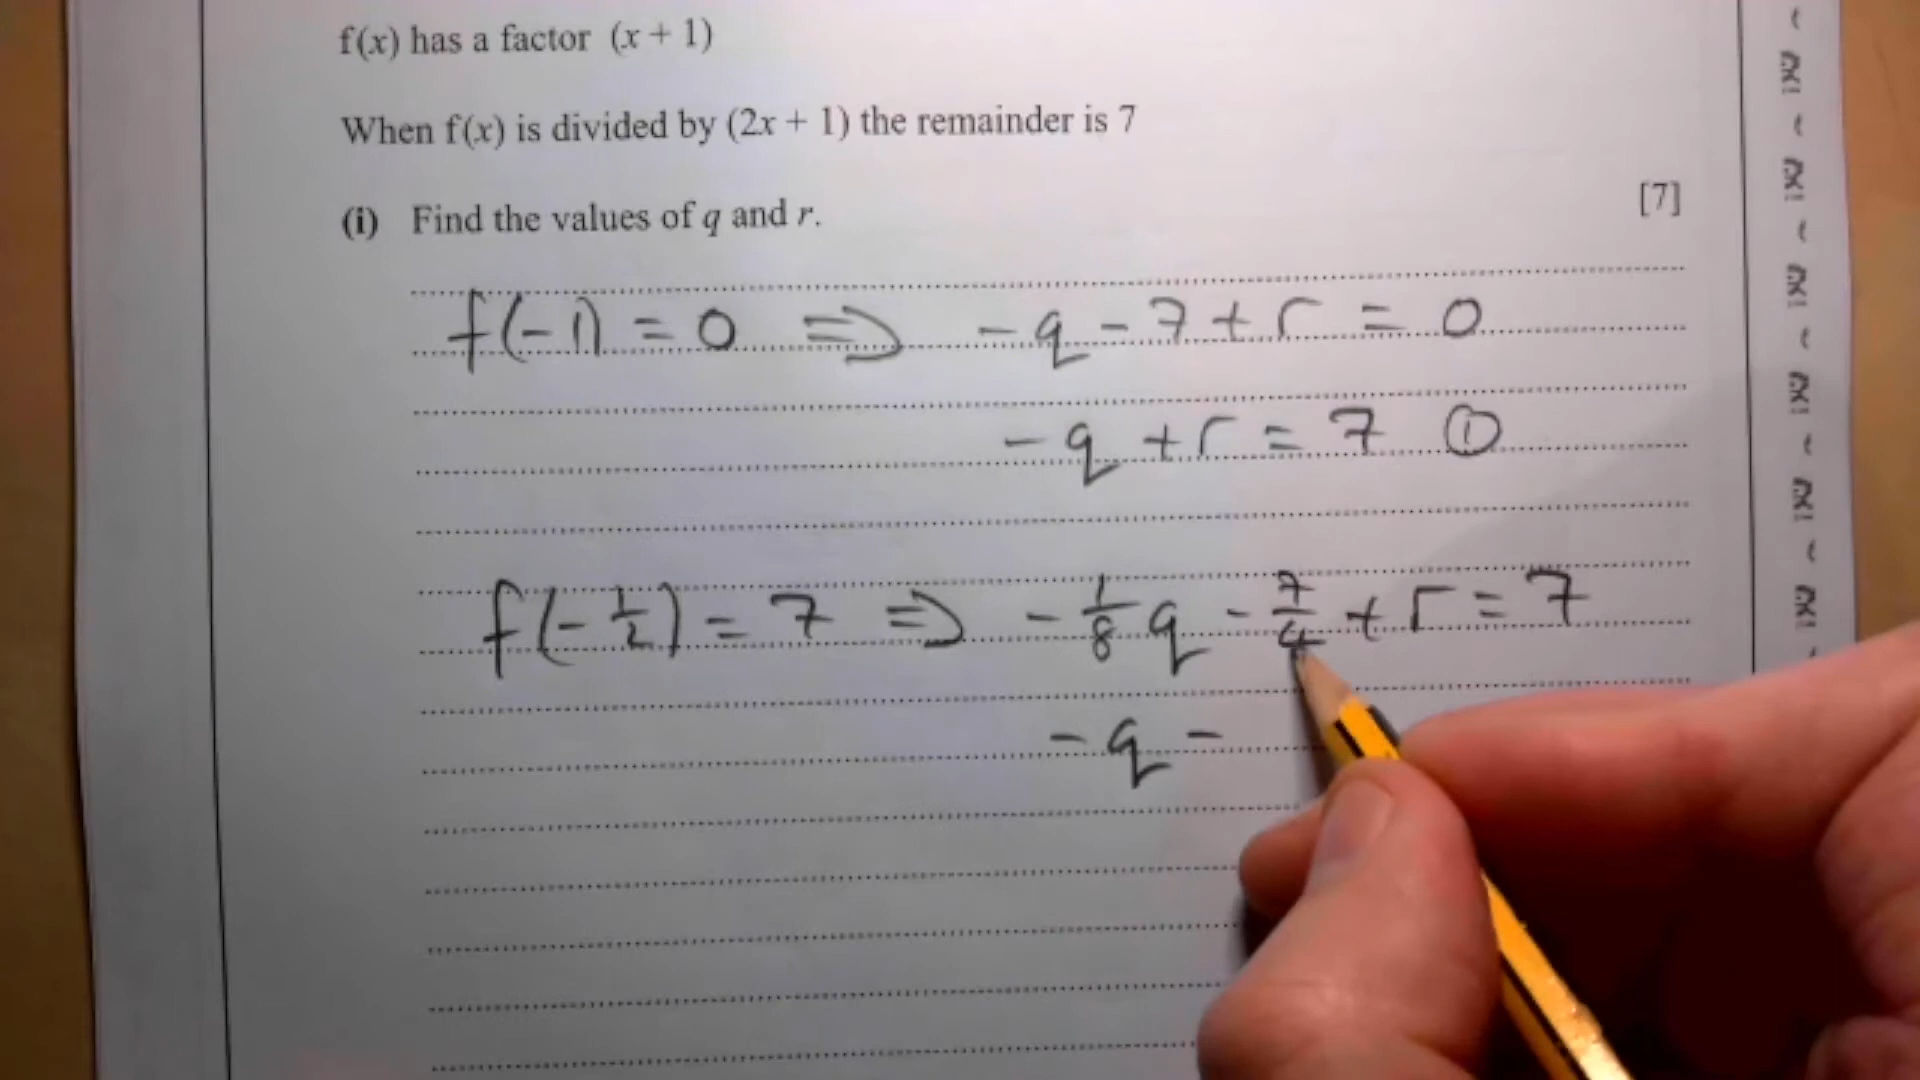 f(x) has a factor (x + 1)
When f(x) is divided by (2x + 1) the remainder is 7
(i) Find the values of q and r. [7]
f(-1) = 0 ⇒ -q - 7 + r = 0
-q + r = 7 ①
f(-1/2) = 7 ⇒ -1/8 q - 7/4 + r = 7
-q -